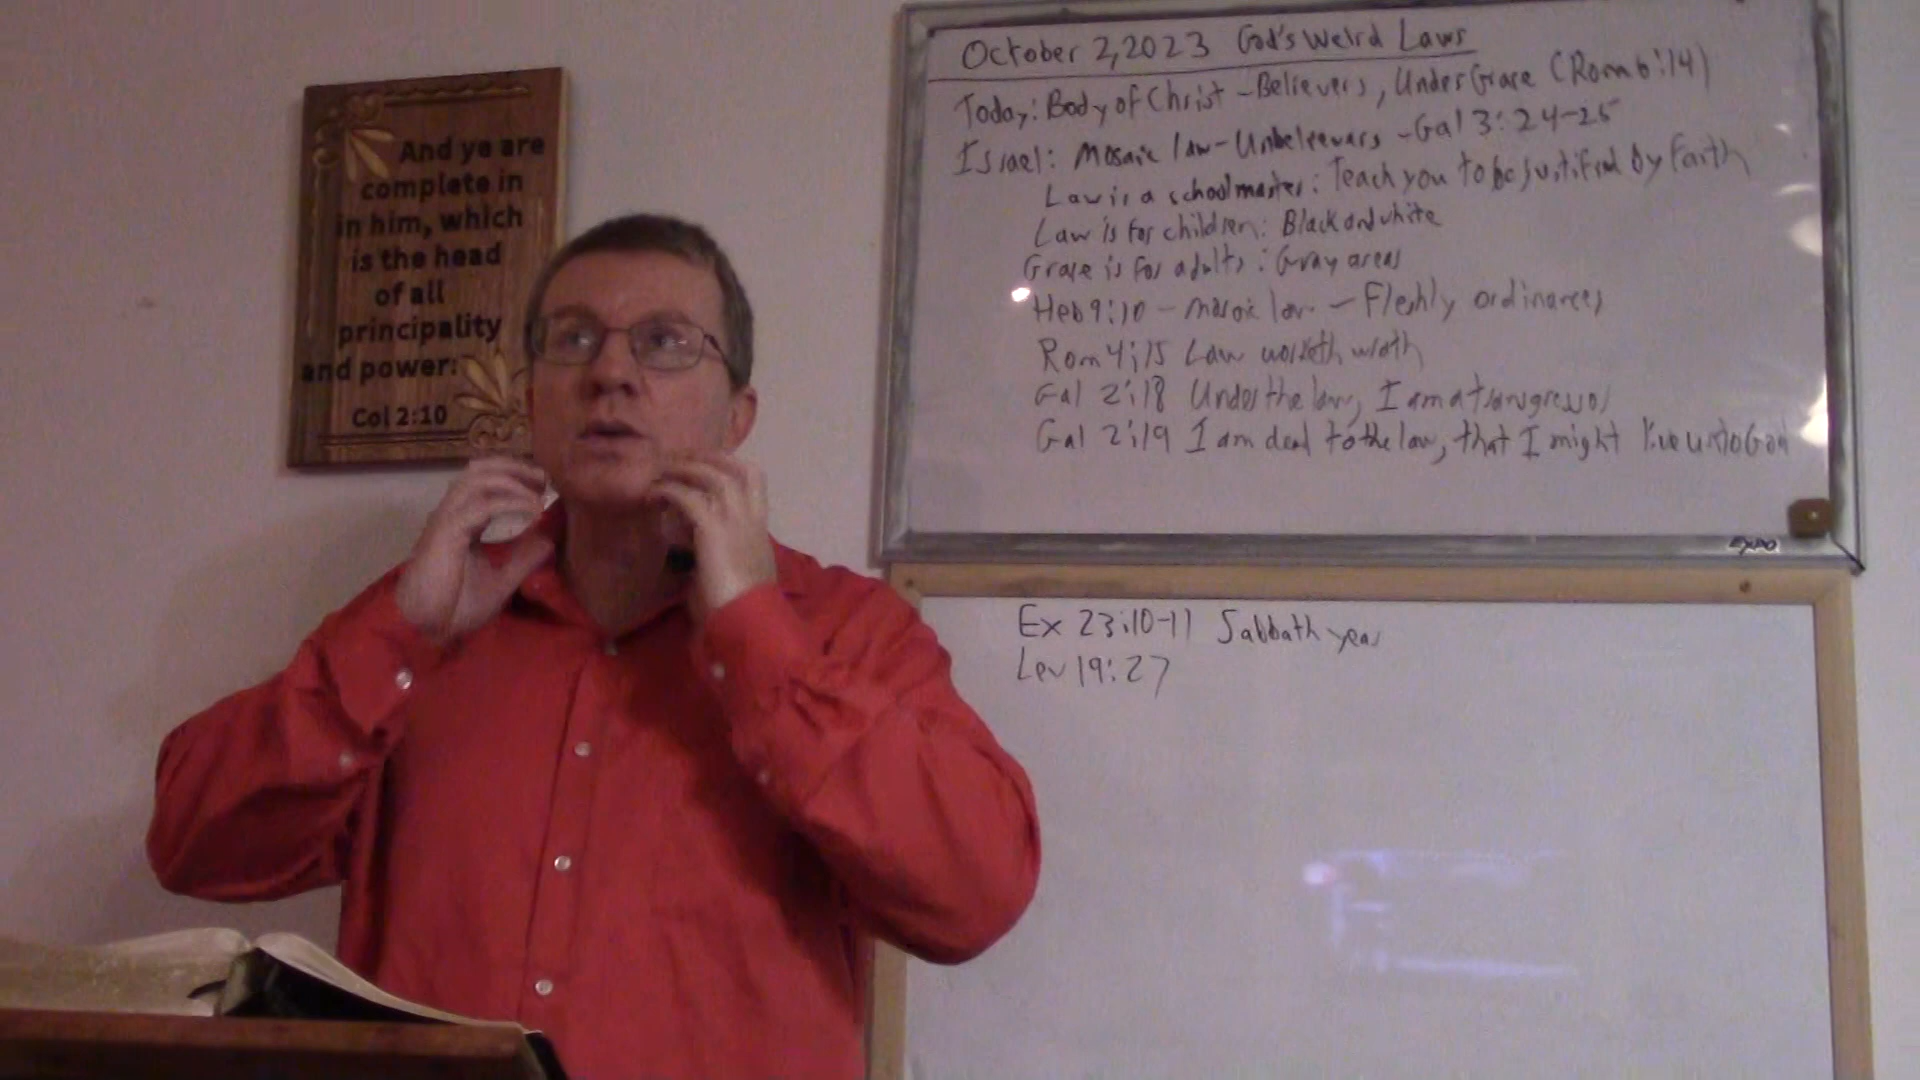 And ye are
complete in
in him, which
is the head
of all
principality
and power:
Col 2:10
October 2, 2023 God's Weird Laws
Today: Body of Christ - Believers, Under Grace (Rom 6:14)
Israel: Mosaic law - Unbeleevars - Gal 3:24-25
Law is a schoolmaster: Teach you to be justified by Faith
Law is for children: Black and white
Grace is for adults: Gray areas
Heb 9:10 - Mosaic law - Fleshly ordinances
Rom 4:15 Law worketh wrath
Gal 2:18 Under the law, I am a transgressor
Gal 2:19 I am dead to the law, that I might live unto God
EXPO
Ex 23:10-11 Sabbath year
Lev 19:27